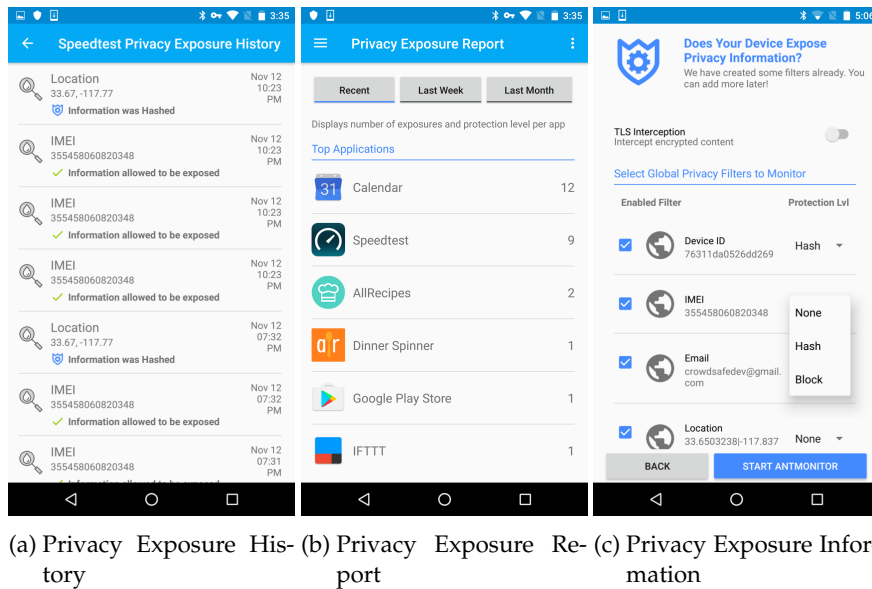 3:35
Speedtest Privacy Exposure History
Location
33.67, -117.77
Information was Hashed
Nov 12
10:23
PM
IMEI
355458060820348
Information allowed to be exposed
Nov 12
10:23
PM
IMEI
355458060820348
Information allowed to be exposed
Nov 12
10:23
PM
IMEI
355458060820348
Information allowed to be exposed
Nov 12
10:23
PM
Location
33.67, -117.77
Information was Hashed
Nov 12
07:32
PM
IMEI
355458060820348
Information allowed to be exposed
Nov 12
07:32
PM
IMEI
355458060820348
Nov 12
07:31
PM
3:35
Privacy Exposure Report
Recent
Last Week
Last Month
Displays number of exposures and protection level per app
Top Applications
31 Calendar 12
Speedtest 9
AllRecipes 2
Dinner Spinner 1
Google Play Store 1
IFTTT 1
5:06
Does Your Device Expose
Privacy Information?
We have created some filters already. You
can add more later!
TLS Interception
Intercept encrypted content
Select Global Privacy Filters to Monitor
Enabled Filter Protection Lvl
Device ID
76311da0526dd269
Hash
IMEI
355458060820348
None
Hash
Block
Email
crowdsafedev@gmail.
com
Location
33.6503238|-117.837
None
BACK
START ANTMONITOR
(a) Privacy Exposure His-
tory
(b) Privacy Exposure Re-
port
(c) Privacy Exposure Infor-
mation